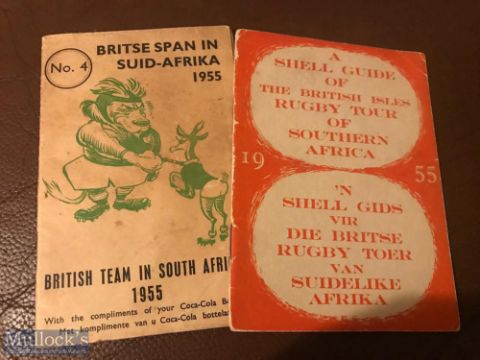 No. 4
BRITSE SPAN IN
SUID-AFRIKA
1955
BRITISH TEAM IN SOUTH AFRI
1955
With the compliments of your Coca-Cola Bo
Met komplimente van u Coca-Cola bottela
A
SHELL GUIDE
OF
THE BRITISH ISLES
RUGBY TOUR
OF
SOUTHERN
AFRICA
19 55
'N
SHELL GIDS
VIR
DIE BRITSE
RUGBY TOER
VAN
SUIDELIKE
AFRIKA
Mullock's